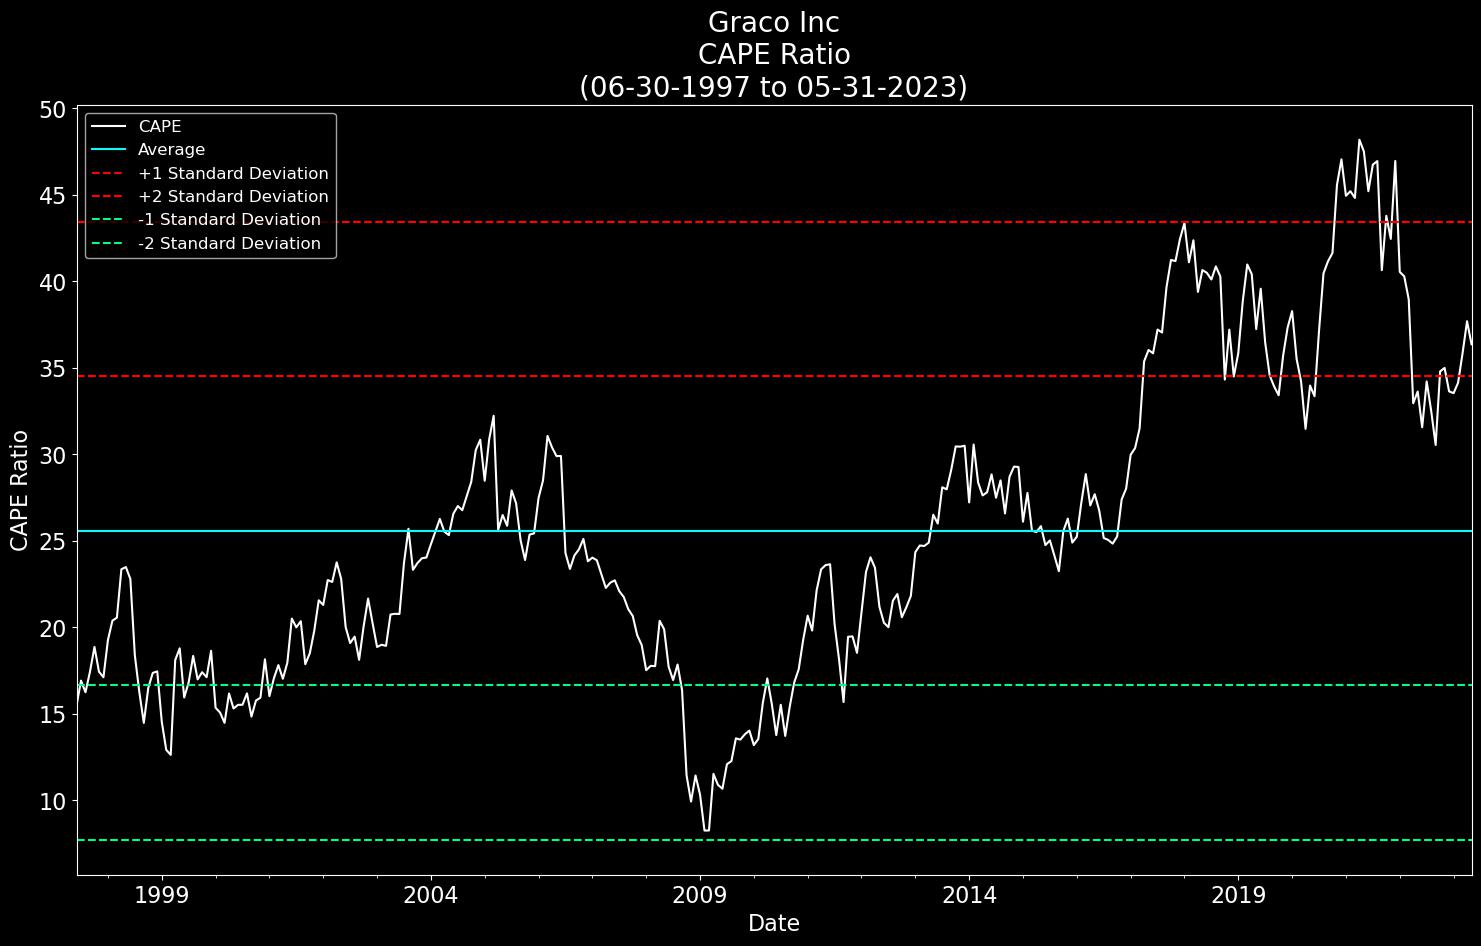 Graco Inc
CAPE Ratio
(06-30-1997 to 05-31-2023)
50
45
40
35
30
25
20
15
10
CAPE Ratio
CAPE
Average
+1 Standard Deviation
+2 Standard Deviation
-1 Standard Deviation
-2 Standard Deviation
1999 2004 2009 2014 2019
Date